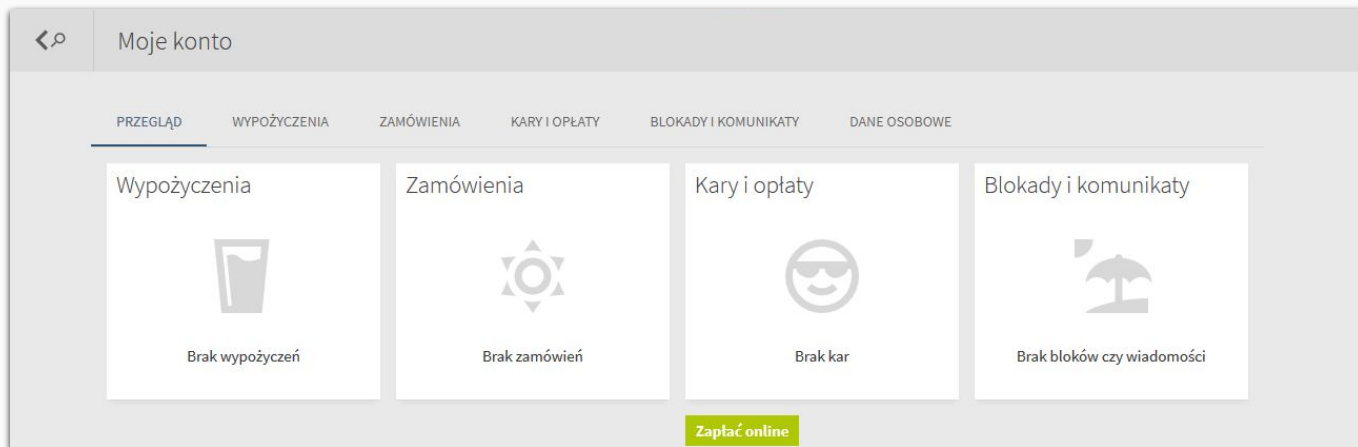 Moje konto
PRZEGLĄD WYPOŻYCZENIA ZAMÓWIENIA KARY I OPŁATY BLOKADY I KOMUNIKATY DANE OSOBOWE
Wypożyczenia
Brak wypożyczeń
Zamówienia
Brak zamówień
Kary i opłaty
Brak kar
Zapłać online
Blokady i komunikaty
Brak bloków czy wiadomości